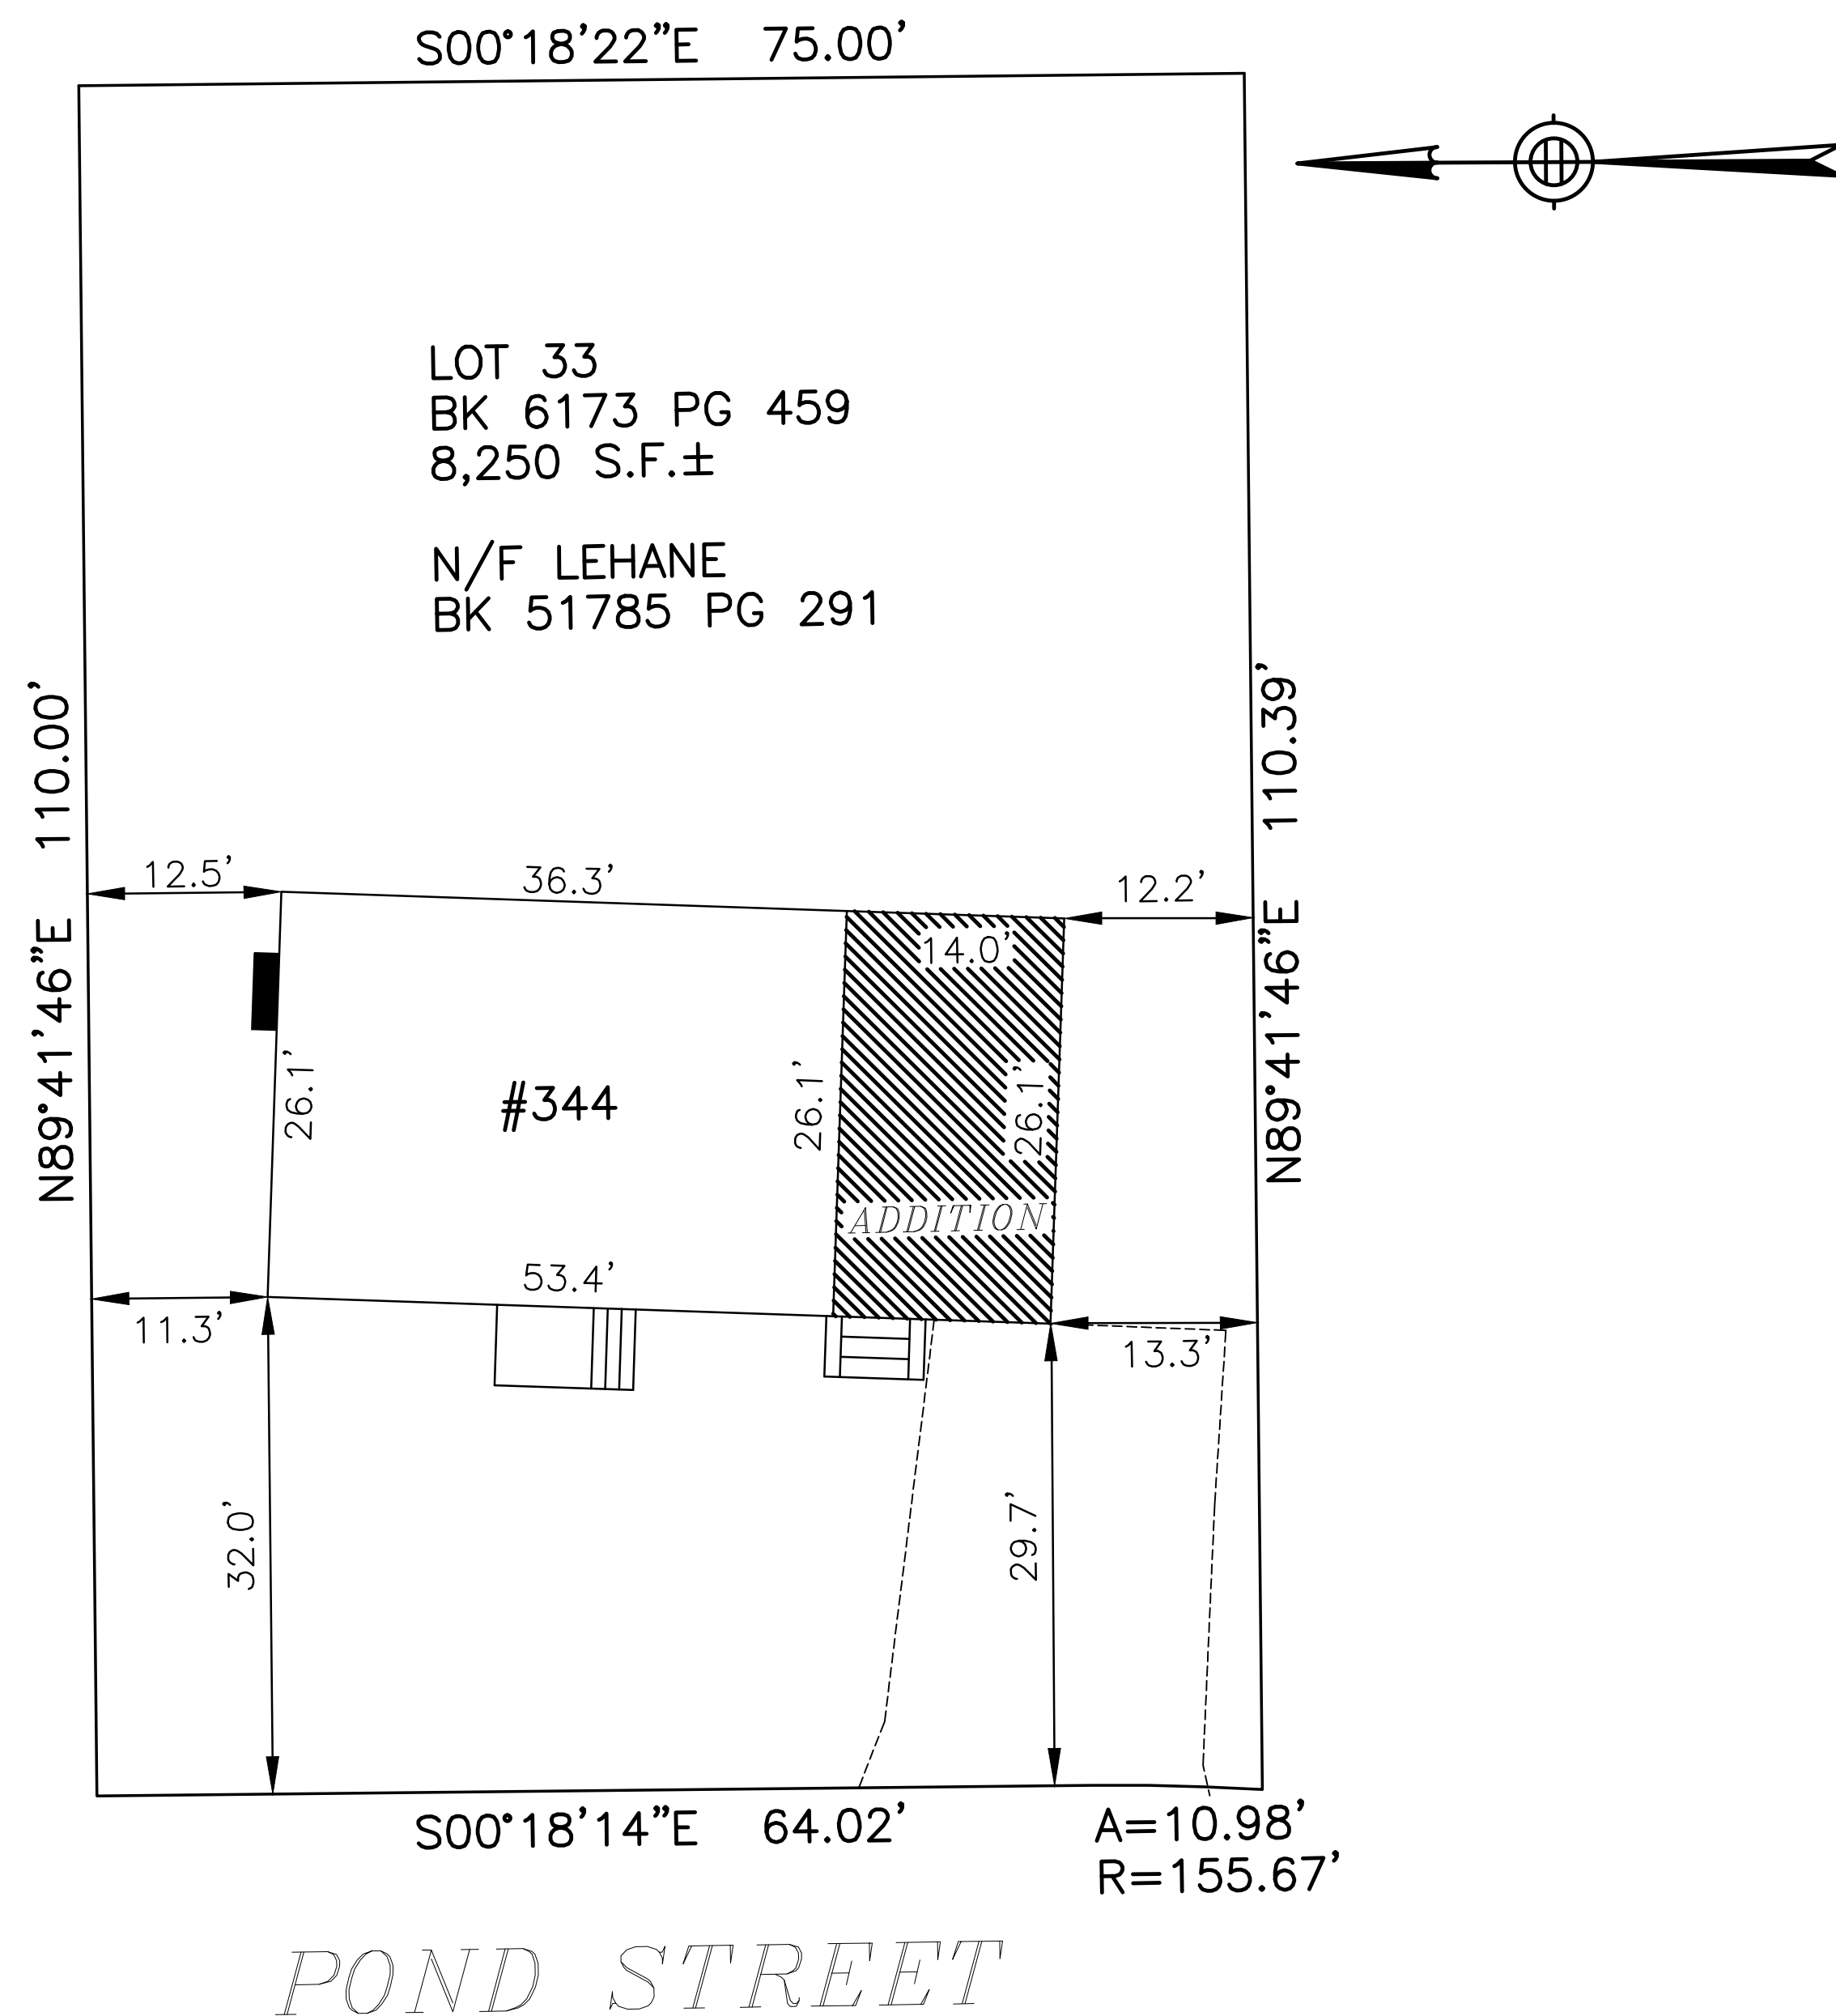 S00°18'22"E 75.00'
LOT 33
BK 6173 PG 459
8,250 S.F.±
N/F LEHANE
BK 51785 PG 291
N89°41'46"E 110.00'
N89°41'46"E 110.39'
12.5'
36.3'
12.2'
14.0'
26.1'
#344
26.1'
26.1'
ADDITION
53.4'
11.3'
13.3'
32.0'
29.7'
S00°18'14"E 64.02'
A=10.98'
R=155.67'
POND STREET